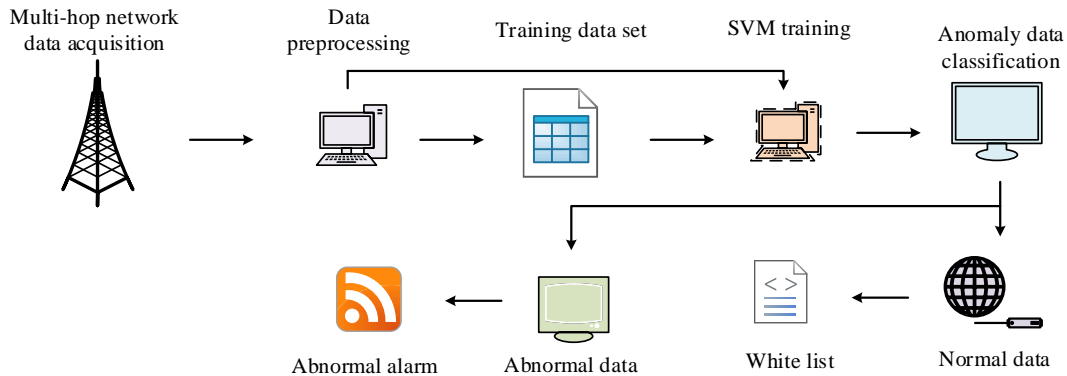 Multi-hop network
data acquisition
Data
preprocessing
Training data set
SVM training
Anomaly data
classification
< >
Abnormal alarm
Abnormal data
White list
Normal data